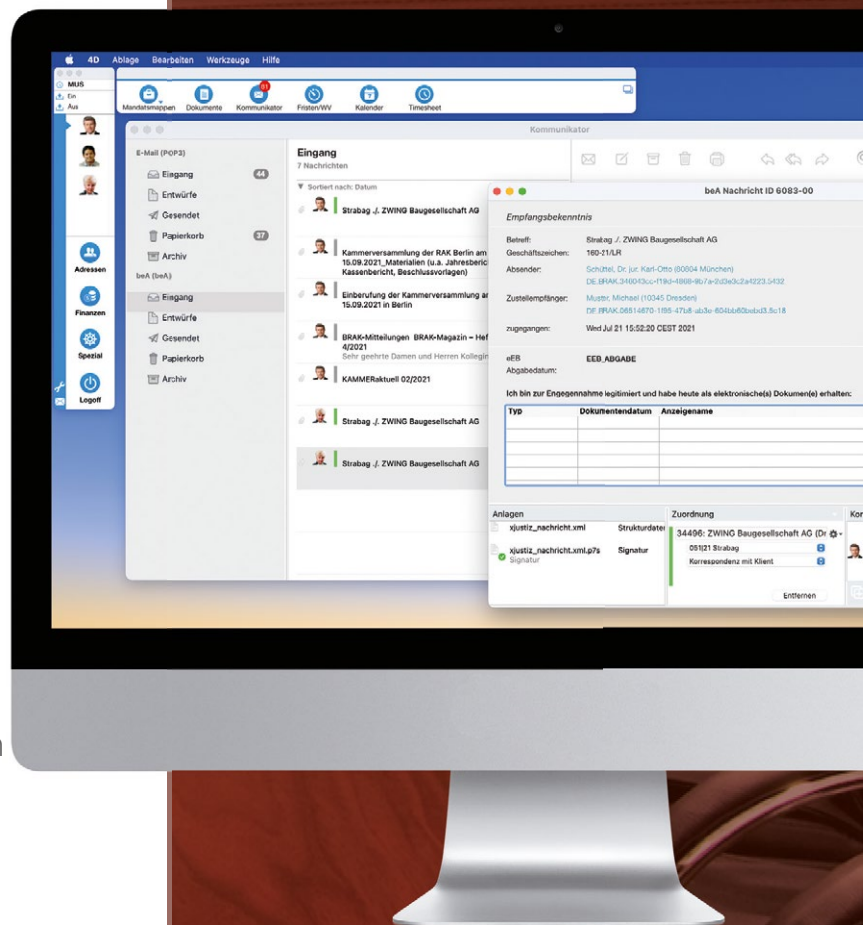 4D Ablage Bearbeiten Werkzeuge Hilfe
MUS
Ein
Aus
Mandatsmappen Dokumente Kommunikator Fristen/WV Kalender Timesheet
Adressen
Finanzen
Spezial
Logoff
Kommunikator
E-Mail (POP3)
Eingang 44
Entwürfe
Gesendet
Papierkorb 37
Archiv
beA (beA)
Eingang
Entwürfe
Gesendet
Papierkorb
Archiv
Eingang
7 Nachrichten
Sortiert nach: Datum
Strabag ./. ZWING Baugesellschaft AG
Kammerversammlung der RAK Berlin am
15.09.2021_Materialien (u.a. Jahresberic
Kassenbericht, Beschlussvorlagen)
Einberufung der Kammerversammlung a
15.09.2021 in Berlin
BRAK-Mitteilungen BRAK-Magazin – Hef
4/2021
Sehr geehrte Damen und Herren Kollegin
KAMMERaktuell 02/2021
Strabag ./. ZWING Baugesellschaft AG
Strabag ./. ZWING Baugesellschaft AG
beA Nachricht ID 6083-00
Empfangsbekenntnis
Betreff: Strabag ./. ZWING Baugesellschaft AG
Geschäftszeichen: 160-21/LR
Absender: Schüttel, Dr. jur. Karl-Otto (80804 München)
Zustellempfänger: Muster, Michael (10345 Dresden)
zugegangen: Wed Jul 21 15:52:20 CEST 2021
eEB EEB_ABGABE
Abgabedatum:
Ich bin zur Engegennahme legitimiert und habe heute als elektronische(s) Dokumen(e) erhalten:
Typ Dokumentendatum Anzeigename
Anlagen
xjustiz_nachricht.xml Strukturdate
xjustiz_nachricht.xml.p7s Signatur
Signatur
Zuordnung
34496: ZWING Baugesellschaft AG (Dr
051|21 Strabag
Korrespondenz mit Klient
Entfernen
Kor